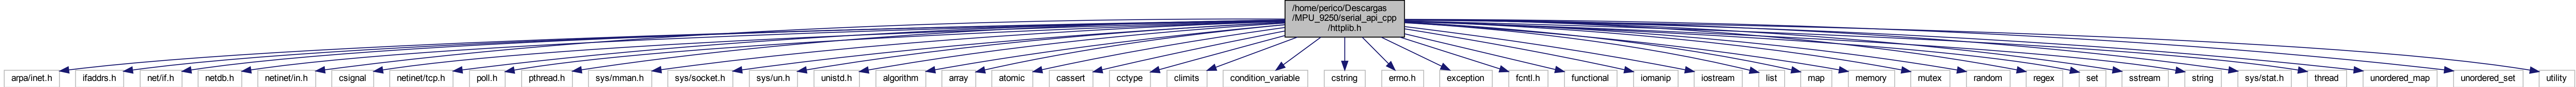 /home/perico/Descargas
/MPU_9250/serial_api_cpp
/httplib.h
arpa/inet.h
ifaddrs.h
net/if.h
netdb.h
netinet/in.h
csignal
netinet/tcp.h
poll.h
pthread.h
sys/mman.h
sys/socket.h
sys/un.h
unistd.h
algorithm
array
atomic
cassert
cctype
climits
condition_variable
cstring
errno.h
exception
fcntl.h
functional
iomanip
iostream
list
map
memory
mutex
random
regex
set
sstream
string
sys/stat.h
thread
unordered_map
unordered_set
utility